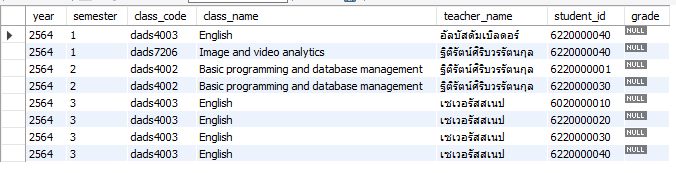 year semester class_code class_name teacher_name student_id grade
2564 1 dads4003 English อัลบัสดัมเบิลดอร์ 6220000040 NULL
2564 1 dads7206 Image and video analytics ฐิติรัตน์ศิริบวรรัตนกุล 6220000040 NULL
2564 2 dads4002 Basic programming and database management ฐิติรัตน์ศิริบวรรัตนกุล 6220000001 NULL
2564 2 dads4002 Basic programming and database management ฐิติรัตน์ศิริบวรรัตนกุล 6220000030 NULL
2564 3 dads4003 English เซเวอรัสสเนป 6020000010 NULL
2564 3 dads4003 English เซเวอรัสสเนป 6220000020 NULL
2564 3 dads4003 English เซเวอรัสสเนป 6220000030 NULL
2564 3 dads4003 English เซเวอรัสสเนป 6220000040 NULL